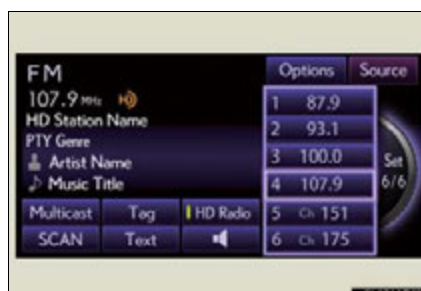 FM
107.9 MHz
HD Station Name
PTY Genre
Artist Name
Music Title
Multicast Tag HD Radio
SCAN Text
Options Source
1 87.9
2 93.1
3 100.0
4 107.9
5 Ch 151
6 Ch 175
Set
6/6